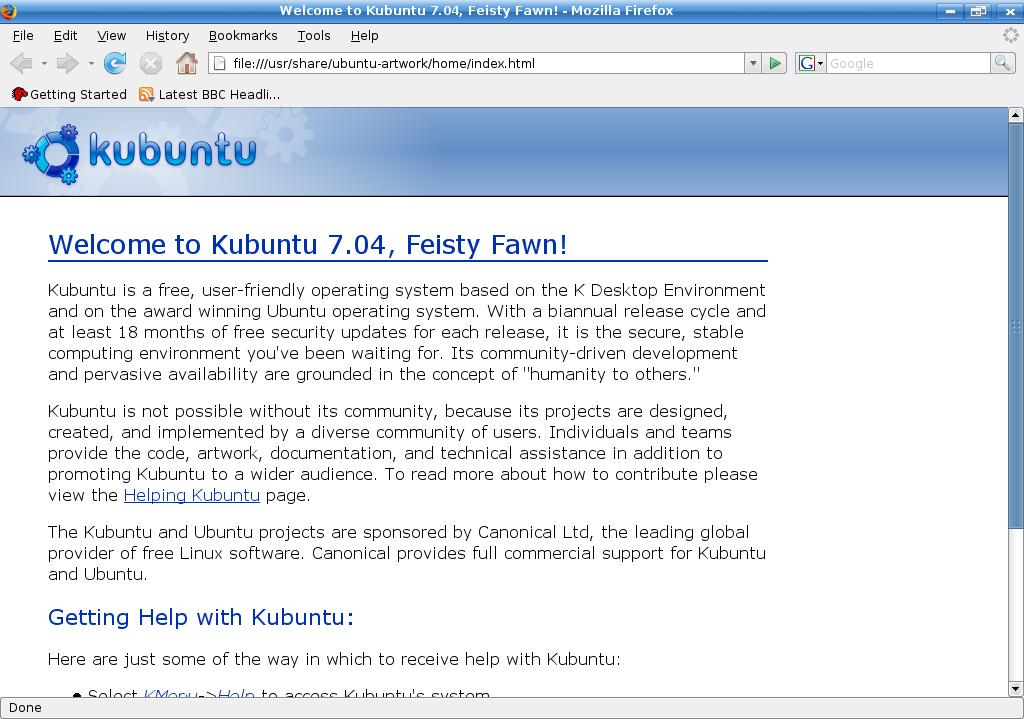 Welcome to Kubuntu 7.04, Feisty Fawn! - Mozilla Firefox
File Edit View History Bookmarks Tools Help
file:///usr/share/ubuntu-artwork/home/index.html
G Google
Getting Started Latest BBC Headli...
kubuntu
Welcome to Kubuntu 7.04, Feisty Fawn!
Kubuntu is a free, user-friendly operating system based on the K Desktop Environment
and on the award winning Ubuntu operating system. With a biannual release cycle and
at least 18 months of free security updates for each release, it is the secure, stable
computing environment you've been waiting for. Its community-driven development
and pervasive availability are grounded in the concept of "humanity to others."
Kubuntu is not possible without its community, because its projects are designed,
created, and implemented by a diverse community of users. Individuals and teams
provide the code, artwork, documentation, and technical assistance in addition to
promoting Kubuntu to a wider audience. To read more about how to contribute please
view the Helping Kubuntu page.
The Kubuntu and Ubuntu projects are sponsored by Canonical Ltd, the leading global
provider of free Linux software. Canonical provides full commercial support for Kubuntu
and Ubuntu.
Getting Help with Kubuntu:
Here are just some of the way in which to receive help with Kubuntu:
Select KMenu->Help to access Kubuntu's system
Done